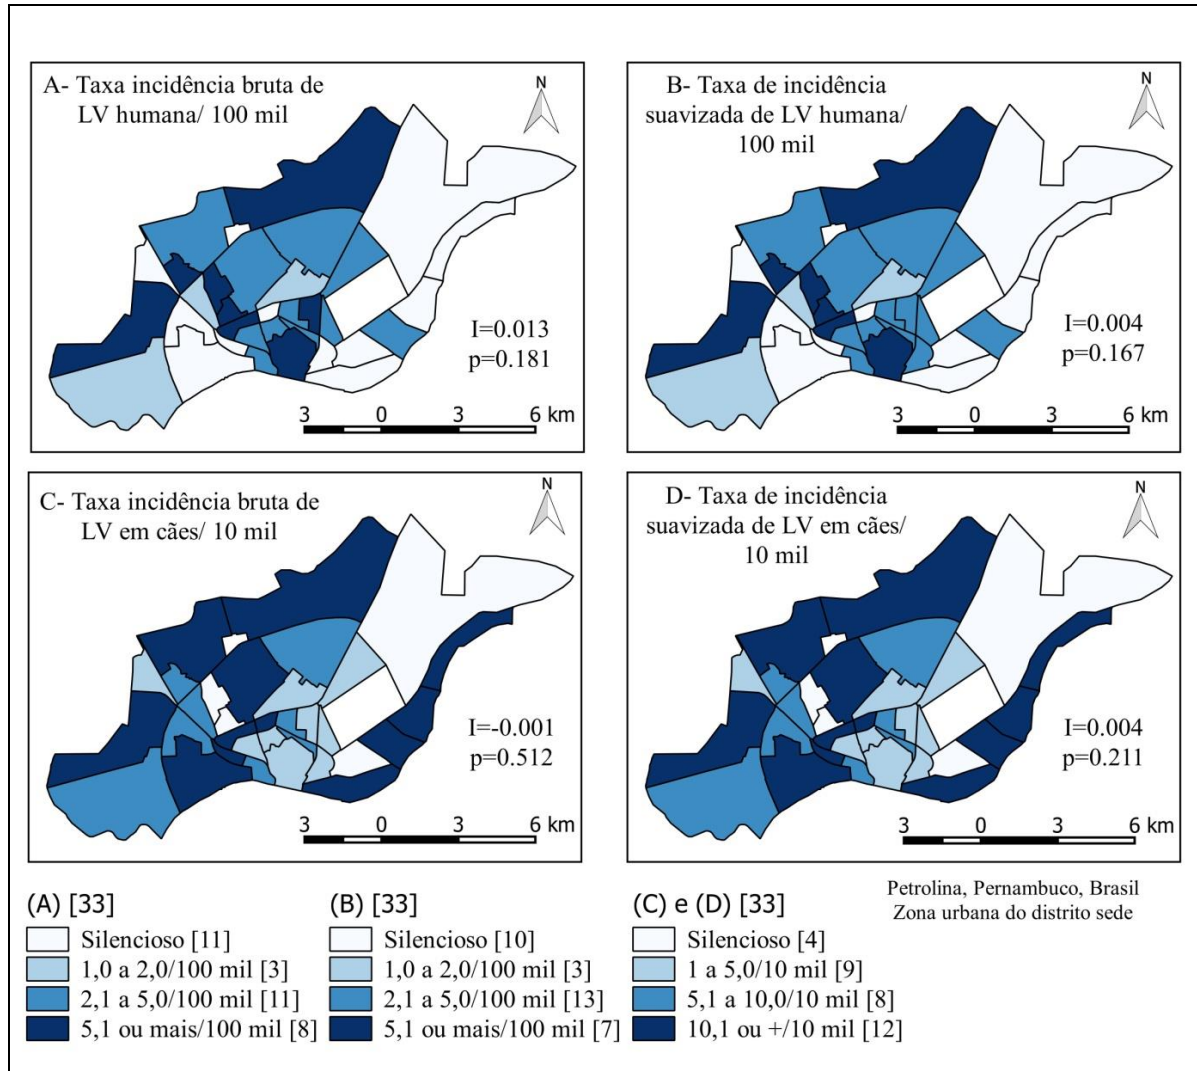 A- Taxa incidência bruta de
LV humana/ 100 mil
N
I=0.013
p=0.181
3 0 3 6 km
B- Taxa de incidência
suavizada de LV humana/
100 mil
N
I=0.004
p=0.167
3 0 3 6 km
C- Taxa incidência bruta de
LV em cães/ 10 mil
N
I=-0.001
p=0.512
3 0 3 6 km
D- Taxa de incidência
suavizada de LV em cães/
10 mil
N
I=0.004
p=0.211
3 0 3 6 km
Petrolina, Pernambuco, Brasil
Zona urbana do distrito sede
(A) [33]
Silencioso [11]
1,0 a 2,0/100 mil [3]
2,1 a 5,0/100 mil [11]
5,1 ou mais/100 mil [8]
(B) [33]
Silencioso [10]
1,0 a 2,0/100 mil [3]
2,1 a 5,0/100 mil [13]
5,1 ou mais/100 mil [7]
(C) e (D) [33]
Silencioso [4]
1 a 5,0/10 mil [9]
5,1 a 10,0/10 mil [8]
10,1 ou +/10 mil [12]